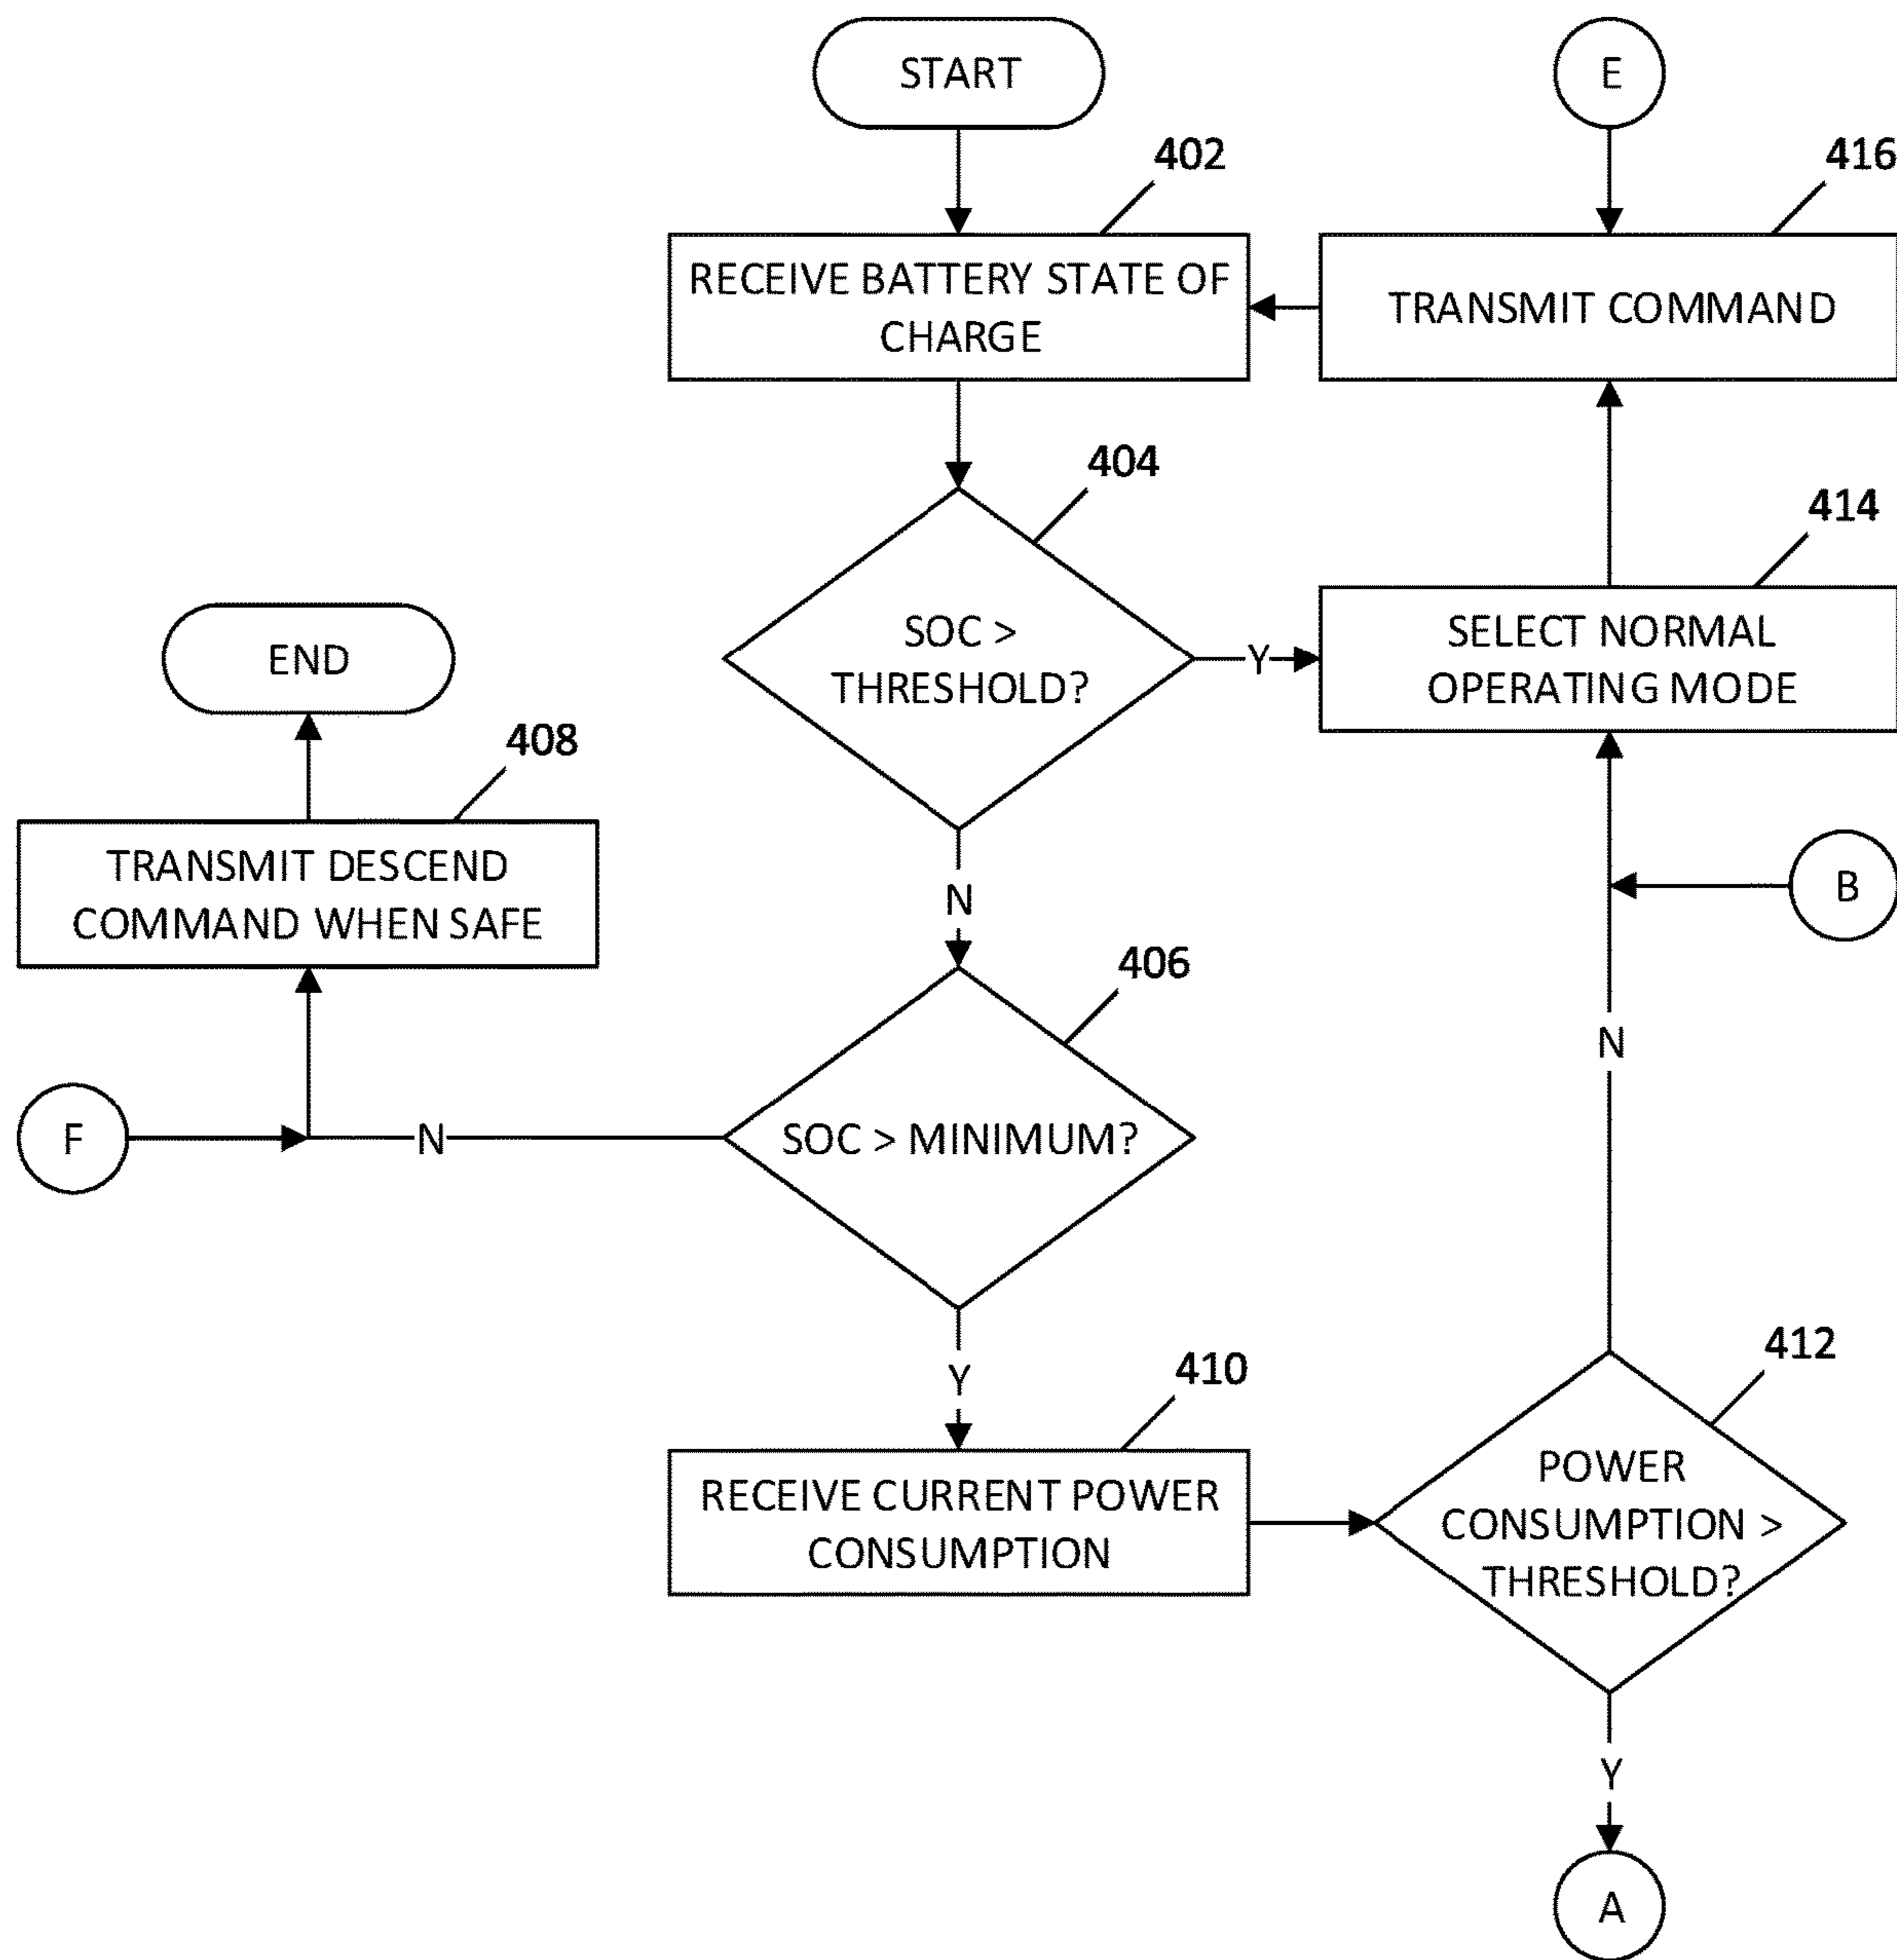 START
E
402
416
RECEIVE BATTERY STATE OF
CHARGE
TRANSMIT COMMAND
404
414
SOC >
THRESHOLD?
Y
SELECT NORMAL
OPERATING MODE
END
408
TRANSMIT DESCEND
COMMAND WHEN SAFE
N
B
406
N
F
N
SOC > MINIMUM?
Y
410
412
RECEIVE CURRENT POWER
CONSUMPTION
POWER
CONSUMPTION >
THRESHOLD?
Y
A